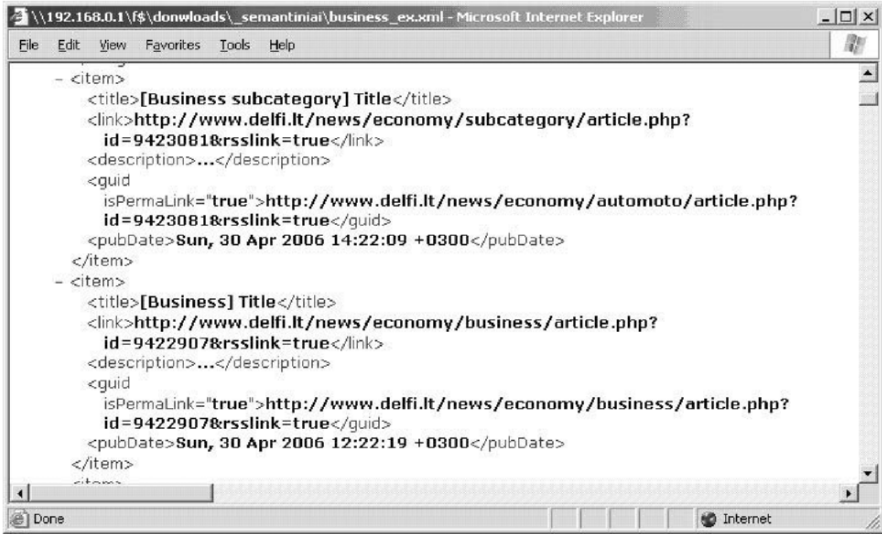 \\192.168.0.1\f$\donwloads\_semantiniai\business_ex.xml - Microsoft Internet Explorer
File Edit View Favorites Tools Help
- <item>
<title>[Business subcategory] Title</title>
<link>http://www.delfi.lt/news/economy/subcategory/article.php?
id=9423081&rsslink=true</link>
<description>...</description>
<guid
isPermaLink="true">http://www.delfi.lt/news/economy/automoto/article.php?
id=9423081&rsslink=true</guid>
<pubDate>Sun, 30 Apr 2006 14:22:09 +0300</pubDate>
</item>
- <item>
<title>[Business] Title</title>
<link>http://www.delfi.lt/news/economy/business/article.php?
id=9422907&rsslink=true</link>
<description>...</description>
<guid
isPermaLink="true">http://www.delfi.lt/news/economy/business/article.php?
id=9422907&rsslink=true</guid>
<pubDate>Sun, 30 Apr 2006 12:22:19 +0300</pubDate>
</item>
Done Internet